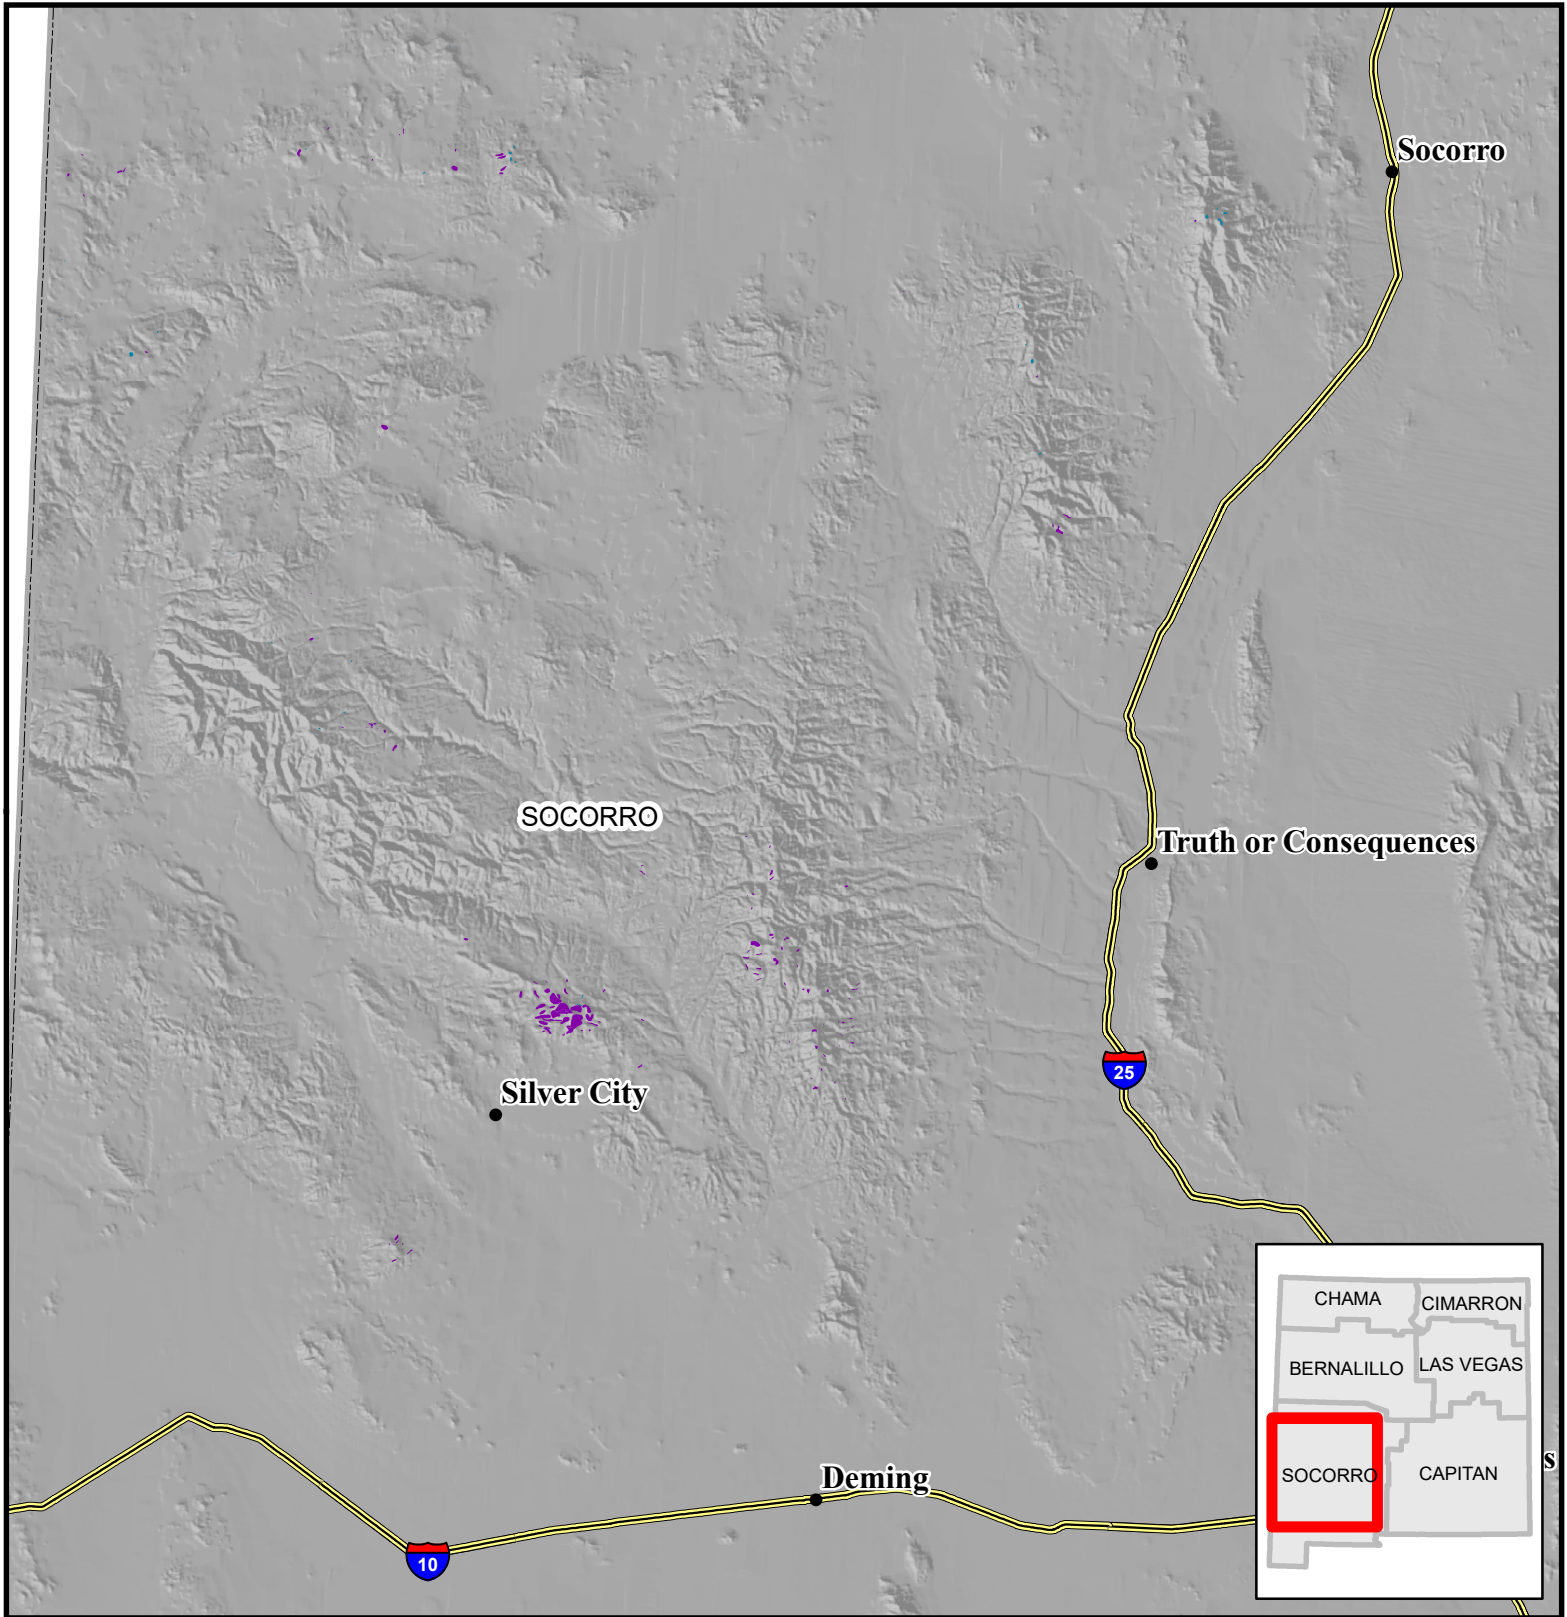 Socorro
SOCORRO
Truth or Consequences
25
Silver City
Deming
10
CHAMA
CIMARRON
BERNALILLO
LAS VEGAS
SOCORRO
CAPITAN
s